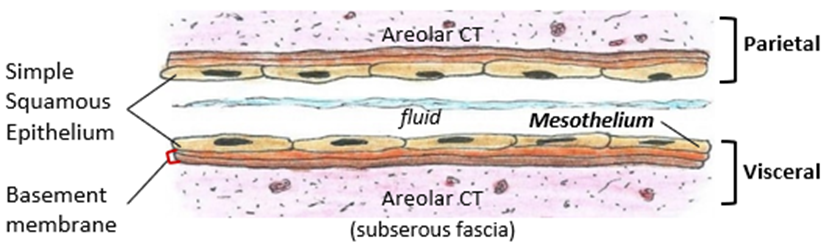 Areolar CT
Parietal
Simple
Squamous
Epithelium
fluid
Mesothelium
Visceral
Basement
membrane
Areolar CT
(subserous fascia)